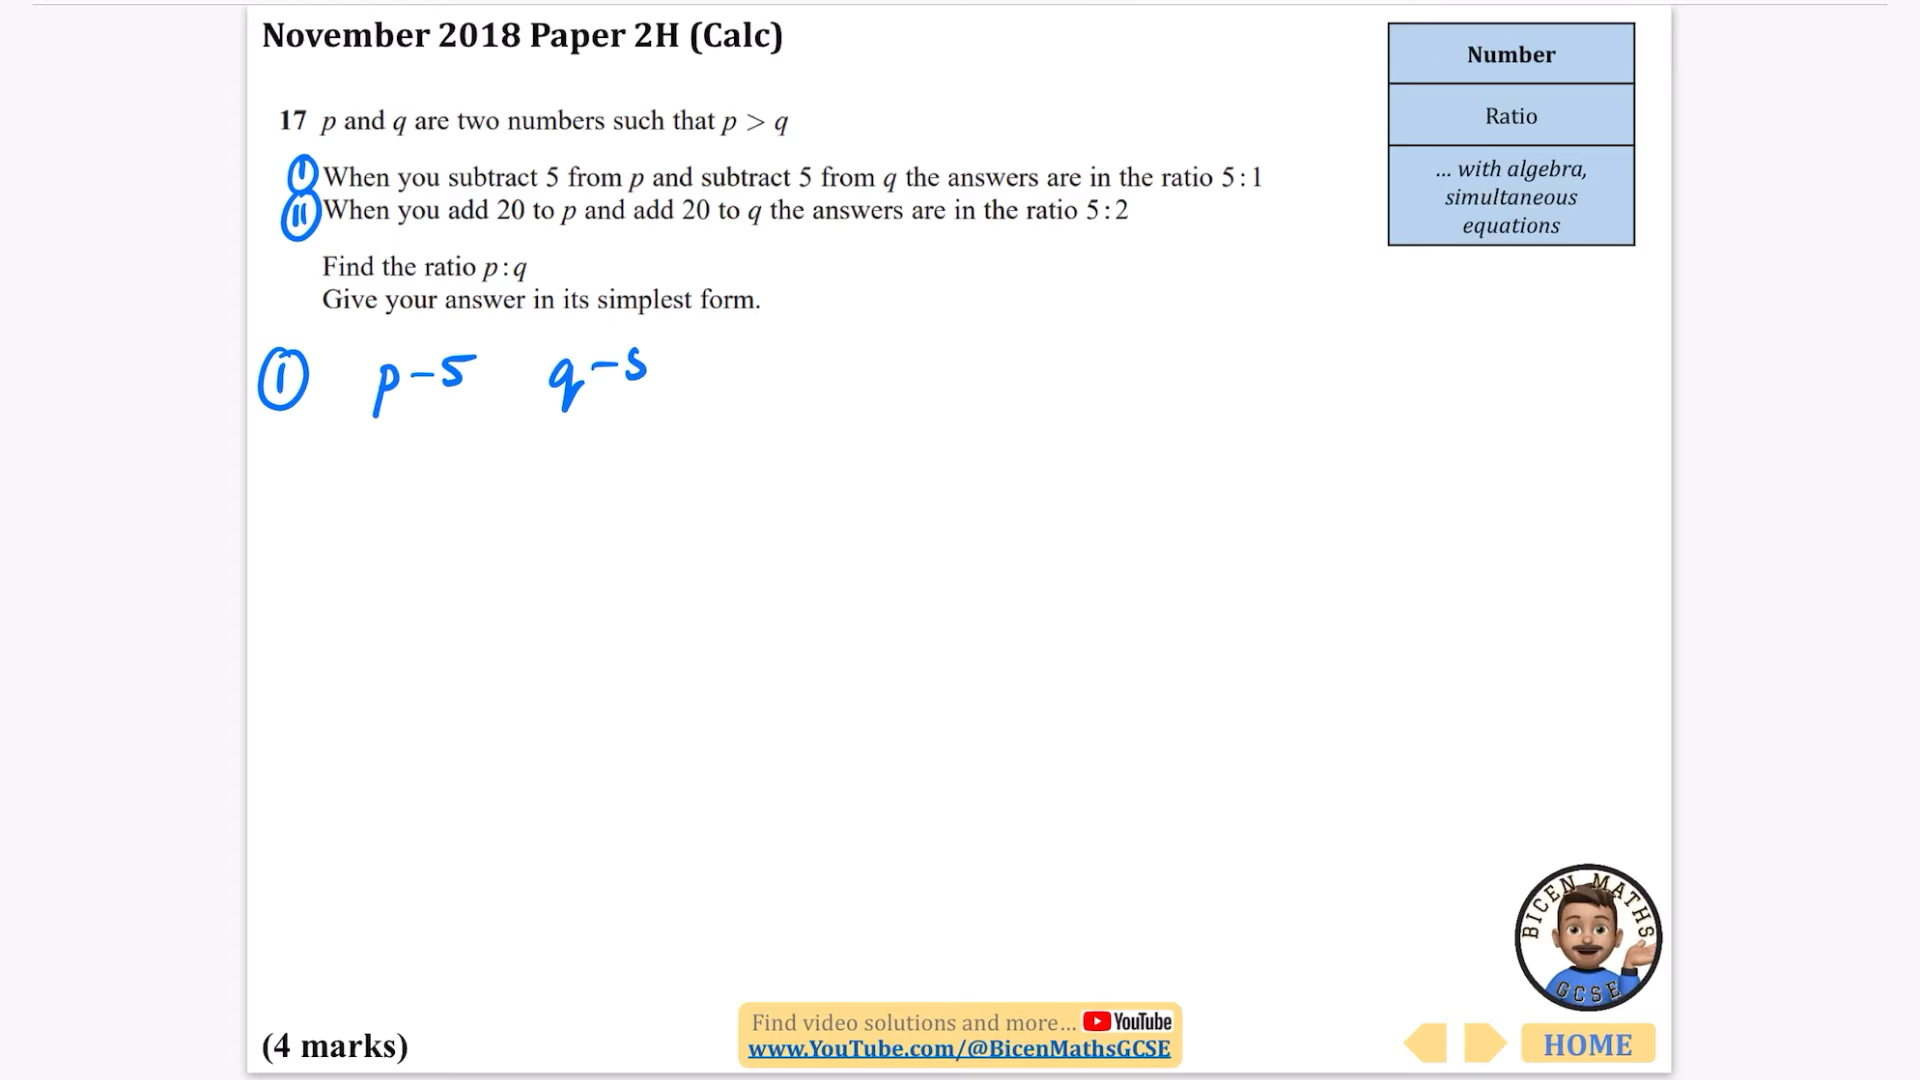 November 2018 Paper 2H (Calc)
Number
Ratio
... with algebra,
simultaneous
equations
17 p and q are two numbers such that p > q
① When you subtract 5 from p and subtract 5 from q the answers are in the ratio 5:1
⑪ When you add 20 to p and add 20 to q the answers are in the ratio 5:2
Find the ratio p:q
Give your answer in its simplest form.
① p-5 q-5
BICEN MATHS
GCSE
(4 marks)
Find video solutions and more... YouTube
www.YouTube.com/@BicenMathsGCSE
HOME